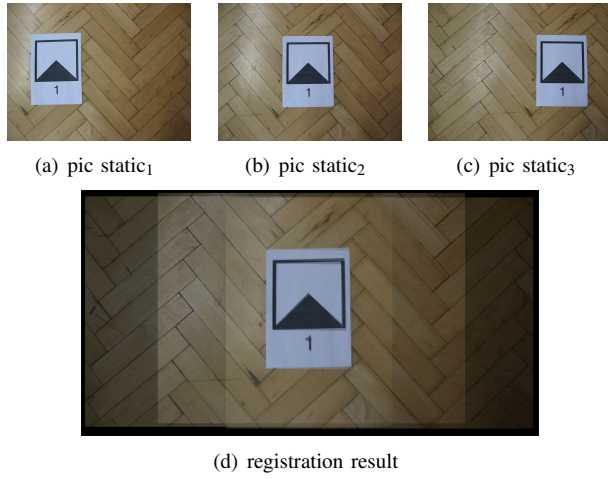 1
1
1
(a) pic static₁
(b) pic static₂
(c) pic static₃
1
(d) registration result